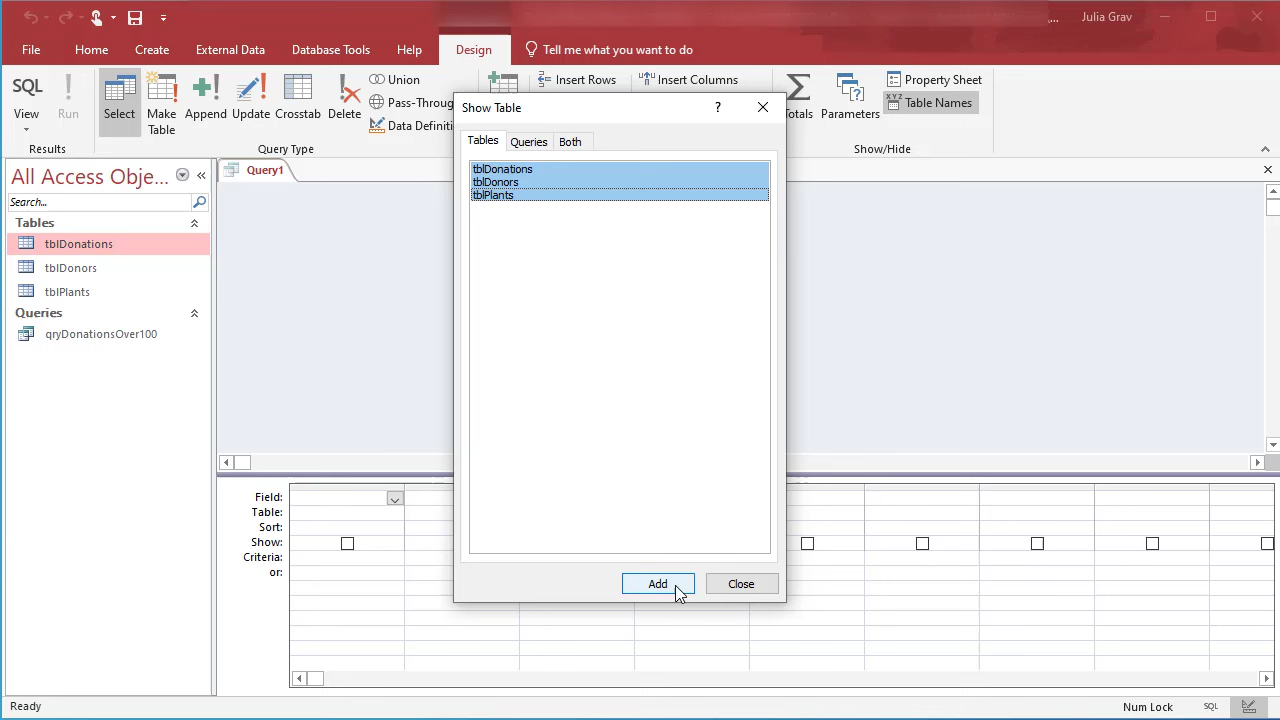 ... Julia Grav
File Home Create External Data Database Tools Help Design Tell me what you want to do
SQL View
Run
Select
Make Table
Append
Update
Crosstab
Delete
Union
Pass-Throug
Data Definiti
Insert Rows
Insert Columns
Totals
Parameters
Property Sheet
XYZ Table Names
Results
Query Type
Show/Hide
All Access Obje...
Search...
Tables
tblDonations
tblDonors
tblPlants
Queries
qryDonationsOver100
Query1
Show Table ?
Tables Queries Both
tblDonations
tblDonors
tblPlants
Add Close
Field:
Table:
Sort:
Show:
Criteria:
or:
Ready Num Lock SQL